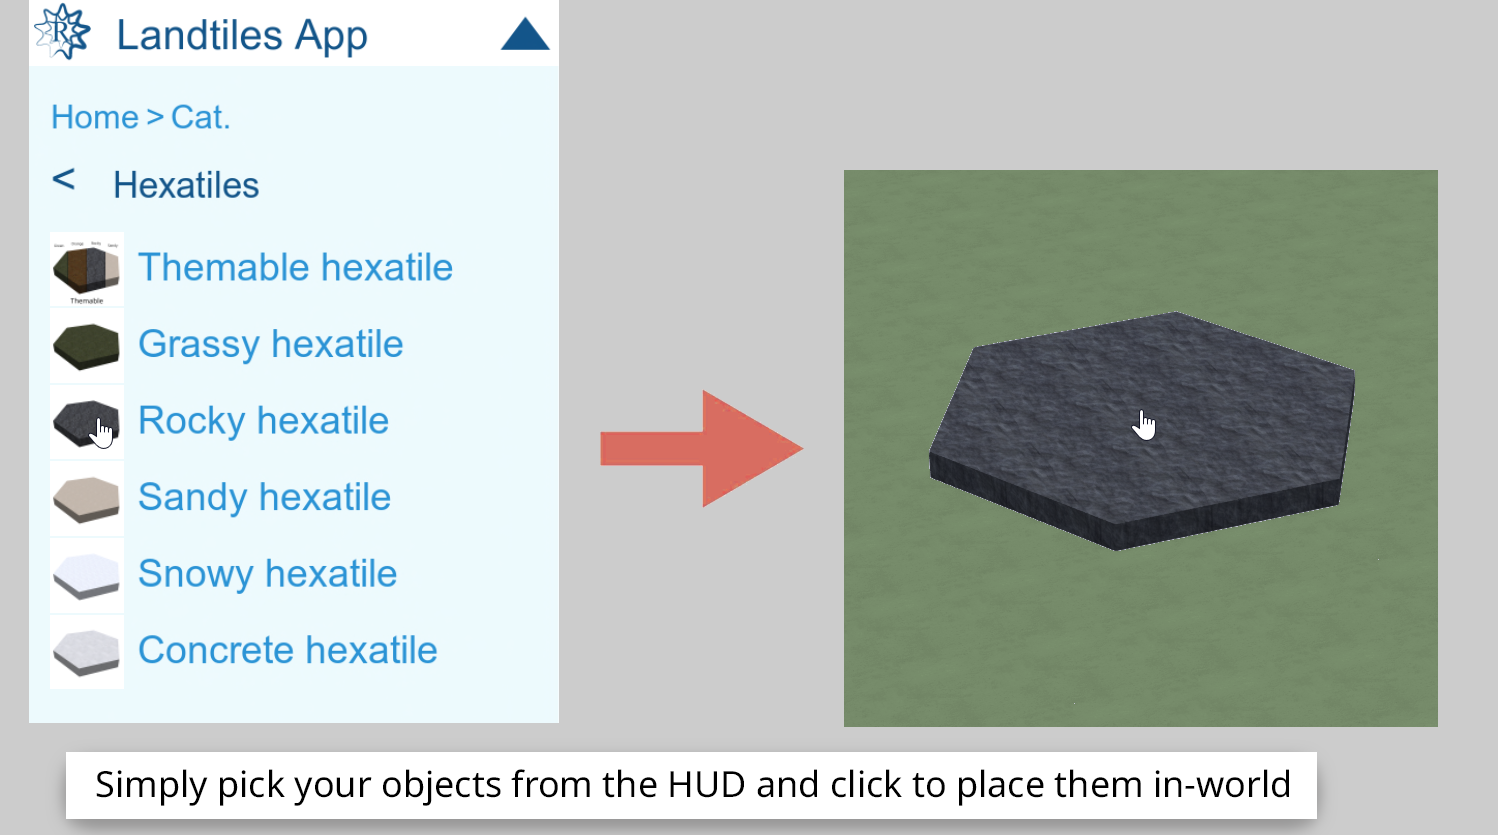 R
Landtiles App
Home > Cat.
< Hexatiles
Themable hexatile
Themable
Grassy hexatile
Rocky hexatile
Sandy hexatile
Snowy hexatile
Concrete hexatile
Simply pick your objects from the HUD and click to place them in-world